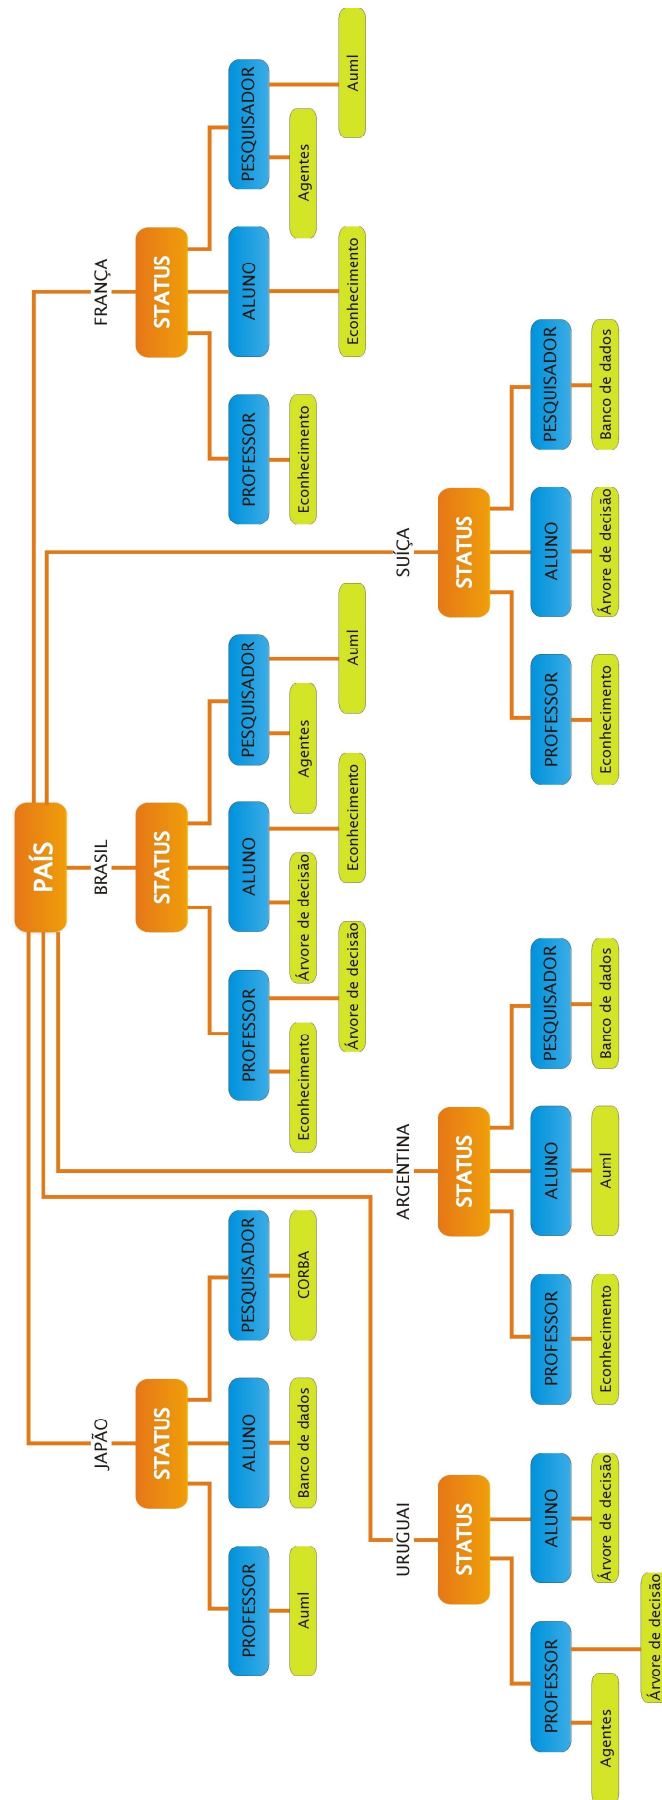 PAÍS
JAPÃO
BRASIL
FRANÇA
STATUS
STATUS
STATUS
PROFESSOR
ALUNO
PESQUISADOR
PROFESSOR
ALUNO
PESQUISADOR
PROFESSOR
ALUNO
PESQUISADOR
Auml
Banco de dados
CORBA
Econhecimento
Árvore de decisão
Agentes
Econhecimento
Agentes
Árvore de decisão
Econhecimento
Auml
Econhecimento
Auml
URUGUAI
ARGENTINA
SUÍÇA
STATUS
STATUS
STATUS
PROFESSOR
ALUNO
PROFESSOR
ALUNO
PESQUISADOR
PROFESSOR
ALUNO
PESQUISADOR
Agentes
Árvore de decisão
Econhecimento
Auml
Banco de dados
Econhecimento
Árvore de decisão
Banco de dados
Árvore de decisão